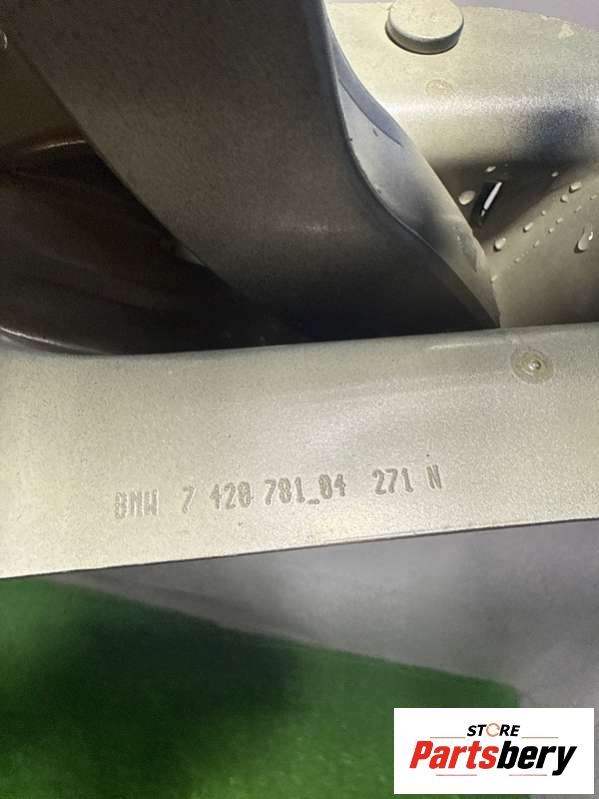 BMW 7 420 781_04 271 N
STORE
Partsbery